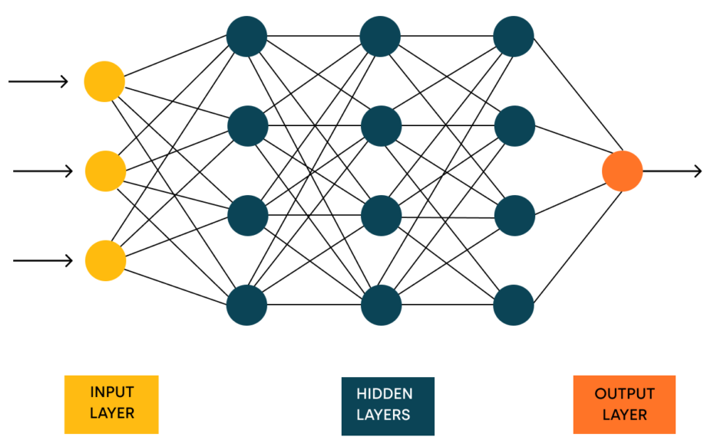 INPUT
LAYER
HIDDEN
LAYERS
OUTPUT
LAYER